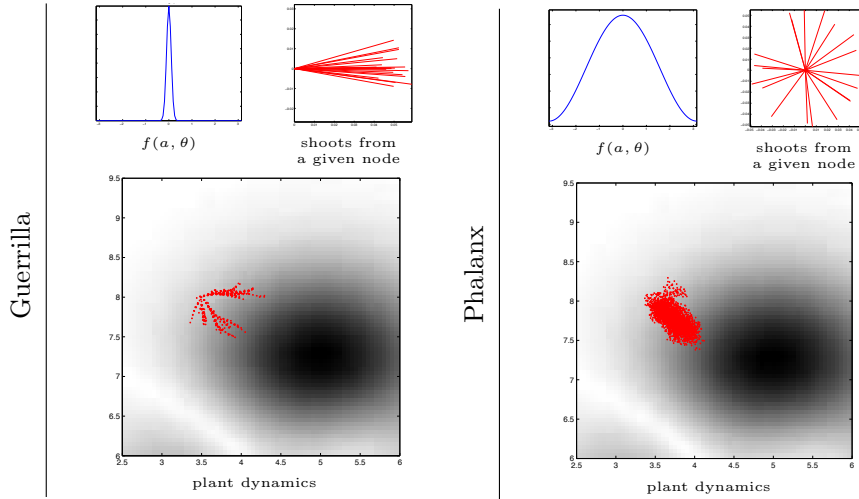 Guerrilla
f(a, θ)
shoots from
a given node
9.5
9
8.5
8
7.5
7
6.5
6
2.5 3 3.5 4 4.5 5 5.5 6
plant dynamics
Phalanx
f(a, θ)
shoots from
a given node
9.5
9
8.5
8
7.5
7
6.5
6
2.5 3 3.5 4 4.5 5 5.5 6
plant dynamics